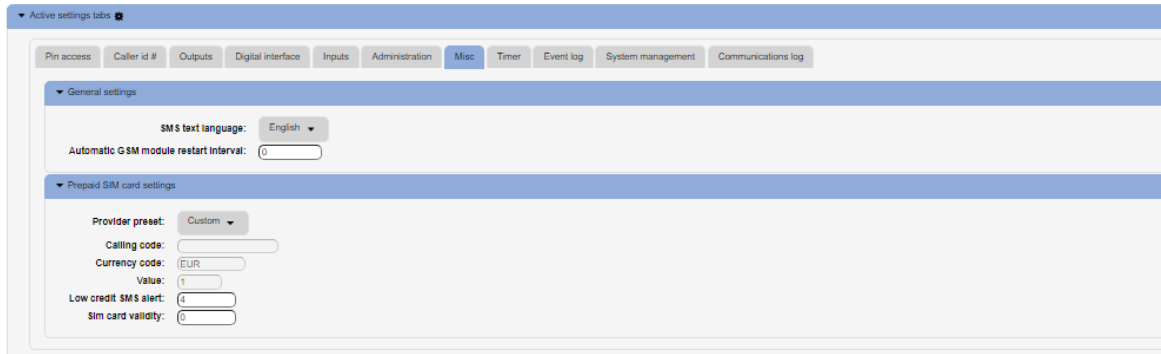 Active settings tabs
Pin access Caller id # Outputs Digital interface Inputs Administration Misc Timer Event log System management Communications log
General settings
SMS text language: English
Automatic GSM module restart interval: 0
Prepaid SIM card settings
Provider preset: Custom
Calling code:
Currency code: EUR
Value: 1
Low credit SMS alert: 4
Sim card validity: 0